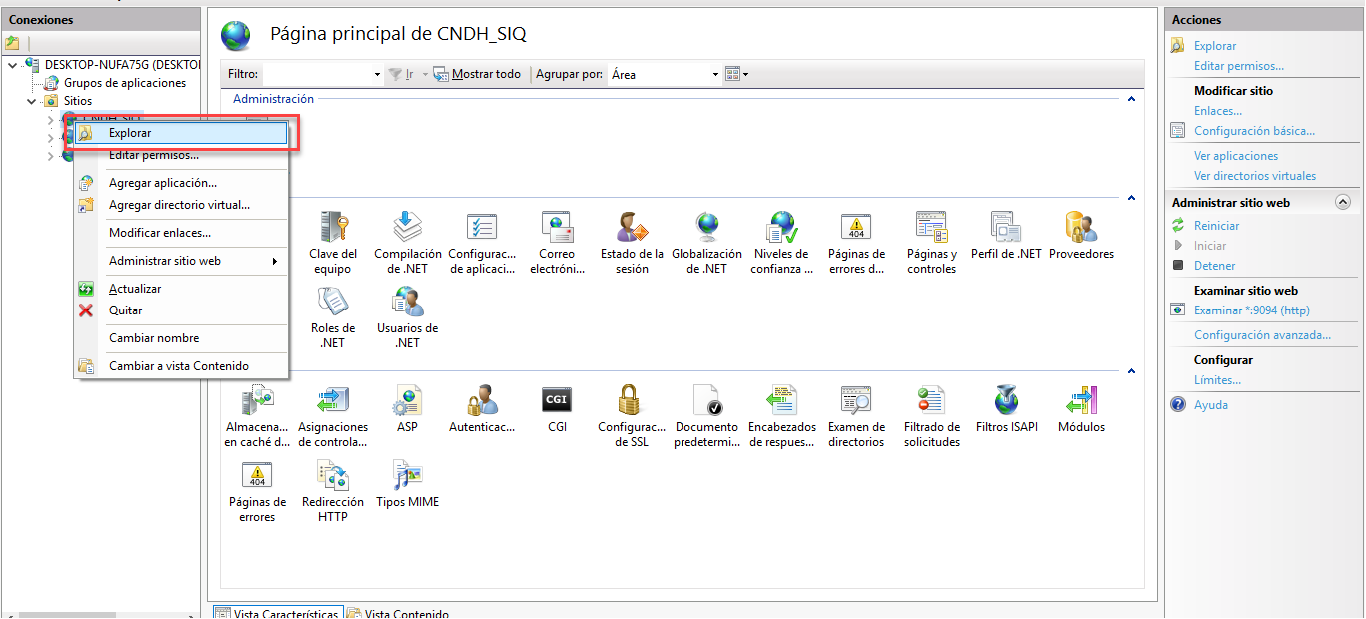 Conexiones
DESKTOP-NUFA75G (DESKTO
Grupos de aplicaciones
Sitios
CNDH_SIQ
Explorar
Editar permisos...
Agregar aplicación...
Agregar directorio virtual...
Modificar enlaces...
Administrar sitio web
Actualizar
Quitar
Cambiar nombre
Cambiar a vista Contenido
Página principal de CNDH_SIQ
Filtro:
Ir
Mostrar todo
Agrupar por:
Área
Administración
Clave del
equipo
Compilación
de .NET
Configurac...
de aplicaci...
Correo
electróni...
Estado de la
sesión
Globalización
de .NET
Niveles de
confianza ...
Páginas de
errores d...
Páginas y
controles
Perfil de .NET
Proveedores
Roles de
.NET
Usuarios de
.NET
Almacena...
en caché d...
Asignaciones
de controla...
ASP
Autenticac...
CGI
CGI
Configurac...
de SSL
Documento
predetermi...
Encabezados
de respues...
Examen de
directorios
Filtrado de
solicitudes
Filtros ISAPI
Módulos
Páginas de
errores
Redirección
HTTP
Tipos MIME
404
404
Vista Características
Vista Contenido
Acciones
Explorar
Editar permisos...
Modificar sitio
Enlaces...
Configuración básica...
Ver aplicaciones
Ver directorios virtuales
Administrar sitio web
Reiniciar
Iniciar
Detener
Examinar sitio web
Examinar *:9094 (http)
Configuración avanzada...
Configurar
Límites...
Ayuda